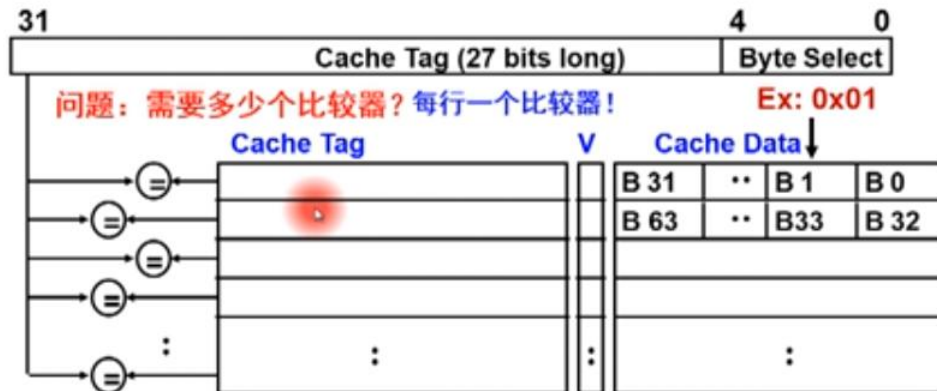 31 4 0
Cache Tag (27 bits long) Byte Select
问题：需要多少个比较器？每行一个比较器！ Ex: 0x01
Cache Tag V Cache Data
= B 31 ·· B 1 B 0
= B 63 ·· B33 B 32
=
=
: : : :
=